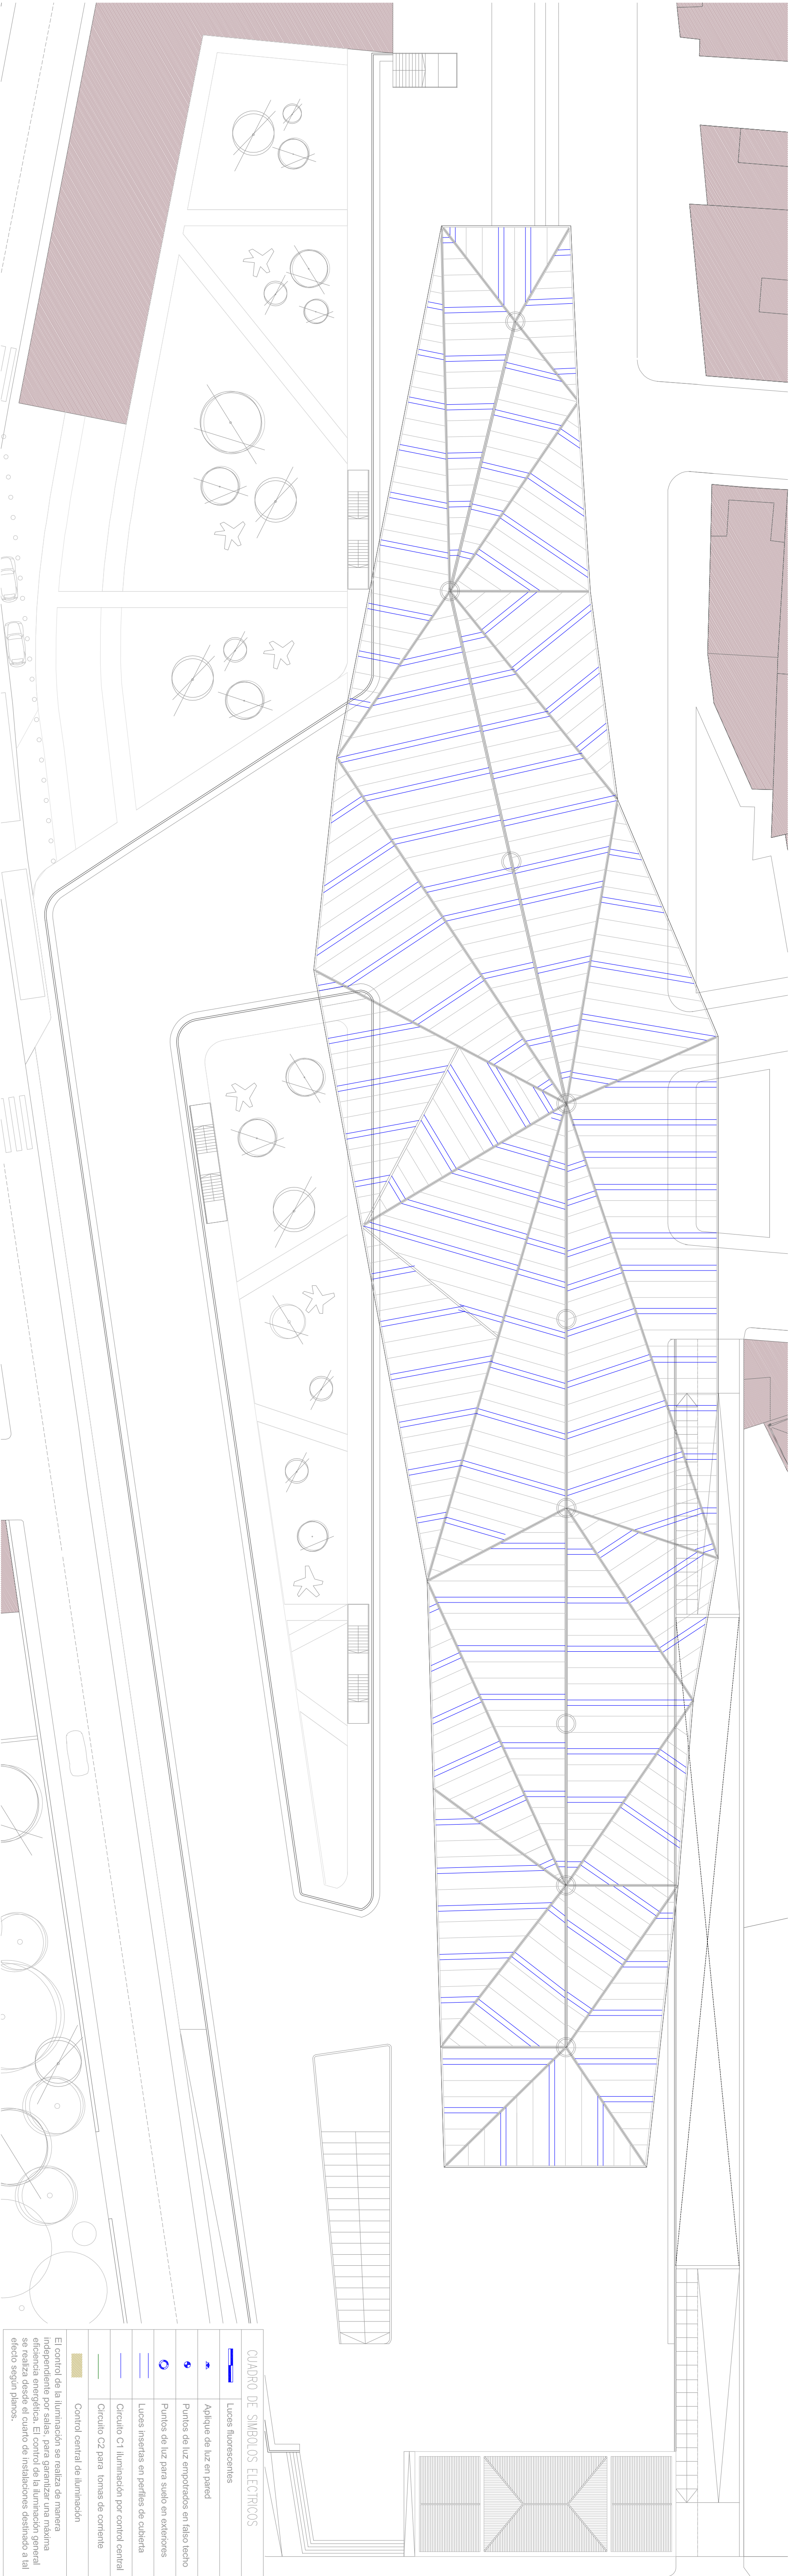 CUADRO DE SIMBOLOS ELECTRICOS
Luces fluorescentes
Aplique de luz en pared
Puntos de luz empotrados en falso techo
Puntos de luz para suelo en exteriores
Luces insertas en perfiles de cubierta
Circuito C1 iluminación por control central
Circuito C2 para tomas de corriente
Control central de iluminación
El control de la iluminación se realiza de manera
independiente por salas, para garantizar una máxima
eficiencia energética. El control de la iluminación general
se realiza desde el cuarto de instalaciones destinado a tal
efecto según planos.